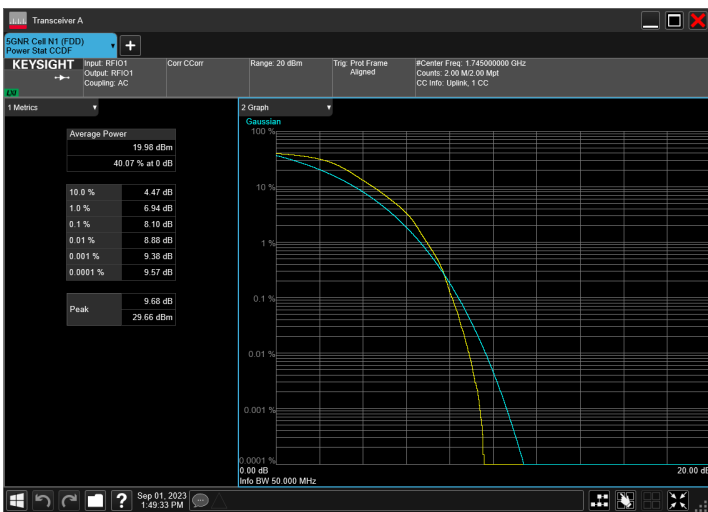 Transceiver A
5GNR Cell N1 (FDD)
Power Stat CCDF
KEYSIGHT
LXI
Input: RFIO1
Output: RFIO1
Coupling: AC
Corr CCorr
Range: 20 dBm
Trig: Prot Frame
Aligned
#Center Freq: 1.745000000 GHz
Counts: 2.00 M/2.00 Mpt
CC Info: Uplink, 1 CC
1 Metrics
Average Power
19.98 dBm
40.07 % at 0 dB
10.0 % 4.47 dB
1.0 % 6.94 dB
0.1 % 8.10 dB
0.01 % 8.88 dB
0.001 % 9.38 dB
0.0001 % 9.57 dB
Peak
9.68 dB
29.66 dBm
2 Graph
Gaussian
100 %
10 %
1 %
0.1 %
0.01 %
0.001 %
0.0001 %
0.00 dB 20.00 dB
Info BW 50.000 MHz
Sep 01, 2023
1:49:33 PM